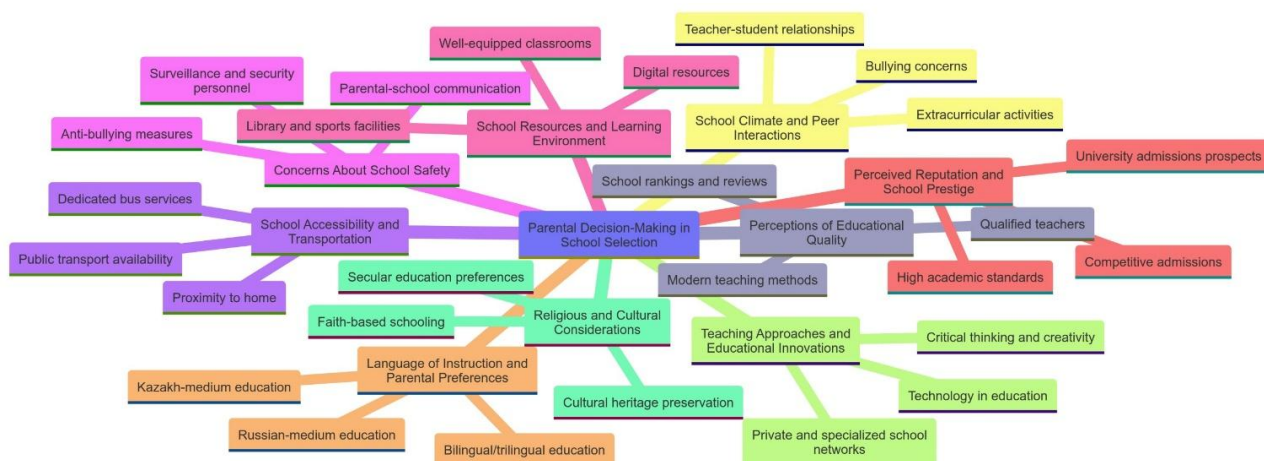 Teacher-student relationships
Well-equipped classrooms
Surveillance and security
personnel
Digital resources
Bullying concerns
Parental-school communication
Anti-bullying measures
Library and sports facilities
School Resources and Learning
Environment
School Climate and Peer
Interactions
Extracurricular activities
Concerns About School Safety
School rankings and reviews
Perceived Reputation and
School Prestige
University admissions prospects
Dedicated bus services
School Accessibility and
Transportation
Parental Decision-Making in
School Selection
Perceptions of Educational
Quality
Qualified teachers
Public transport availability
Secular education preferences
Modern teaching methods
High academic standards
Competitive admissions
Proximity to home
Faith-based schooling
Religious and Cultural
Considerations
Teaching Approaches and
Educational Innovations
Critical thinking and creativity
Language of Instruction and
Parental Preferences
Kazakh-medium education
Cultural heritage preservation
Technology in education
Russian-medium education
Bilingual/trilingual education
Private and specialized school
networks